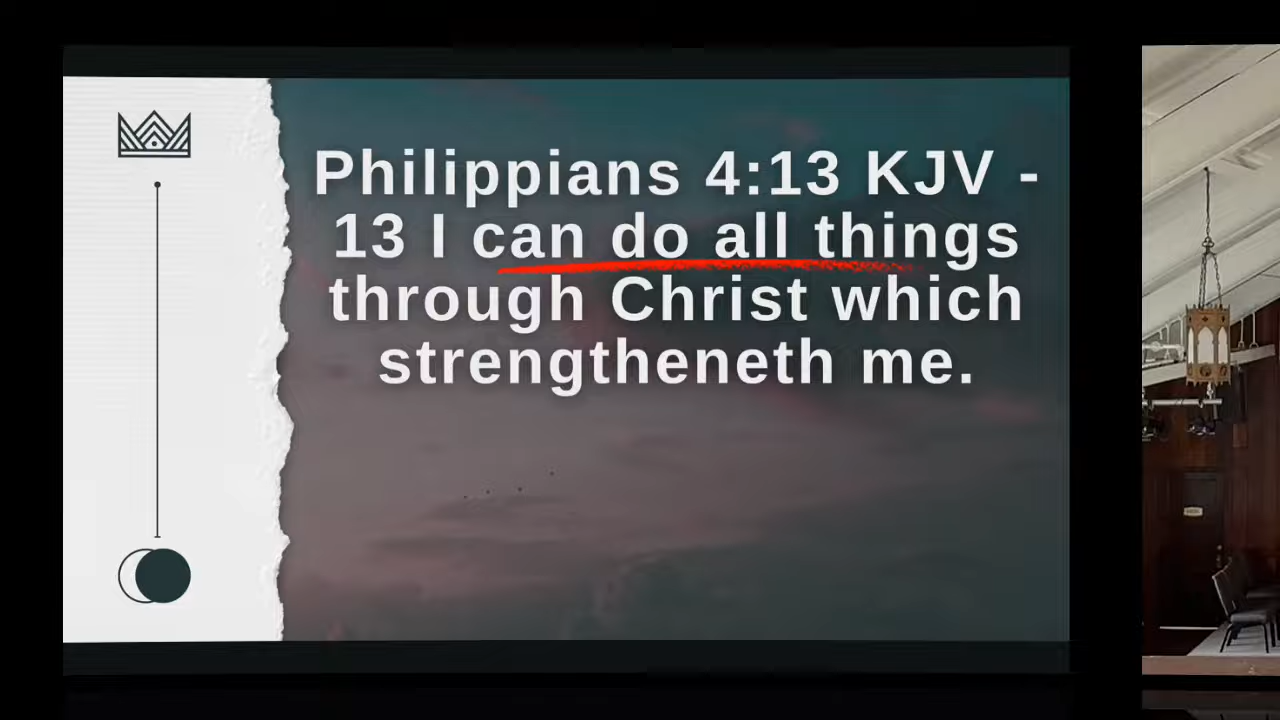 Philippians 4:13 KJV -
13 I can do all things
through Christ which
strengtheneth me.